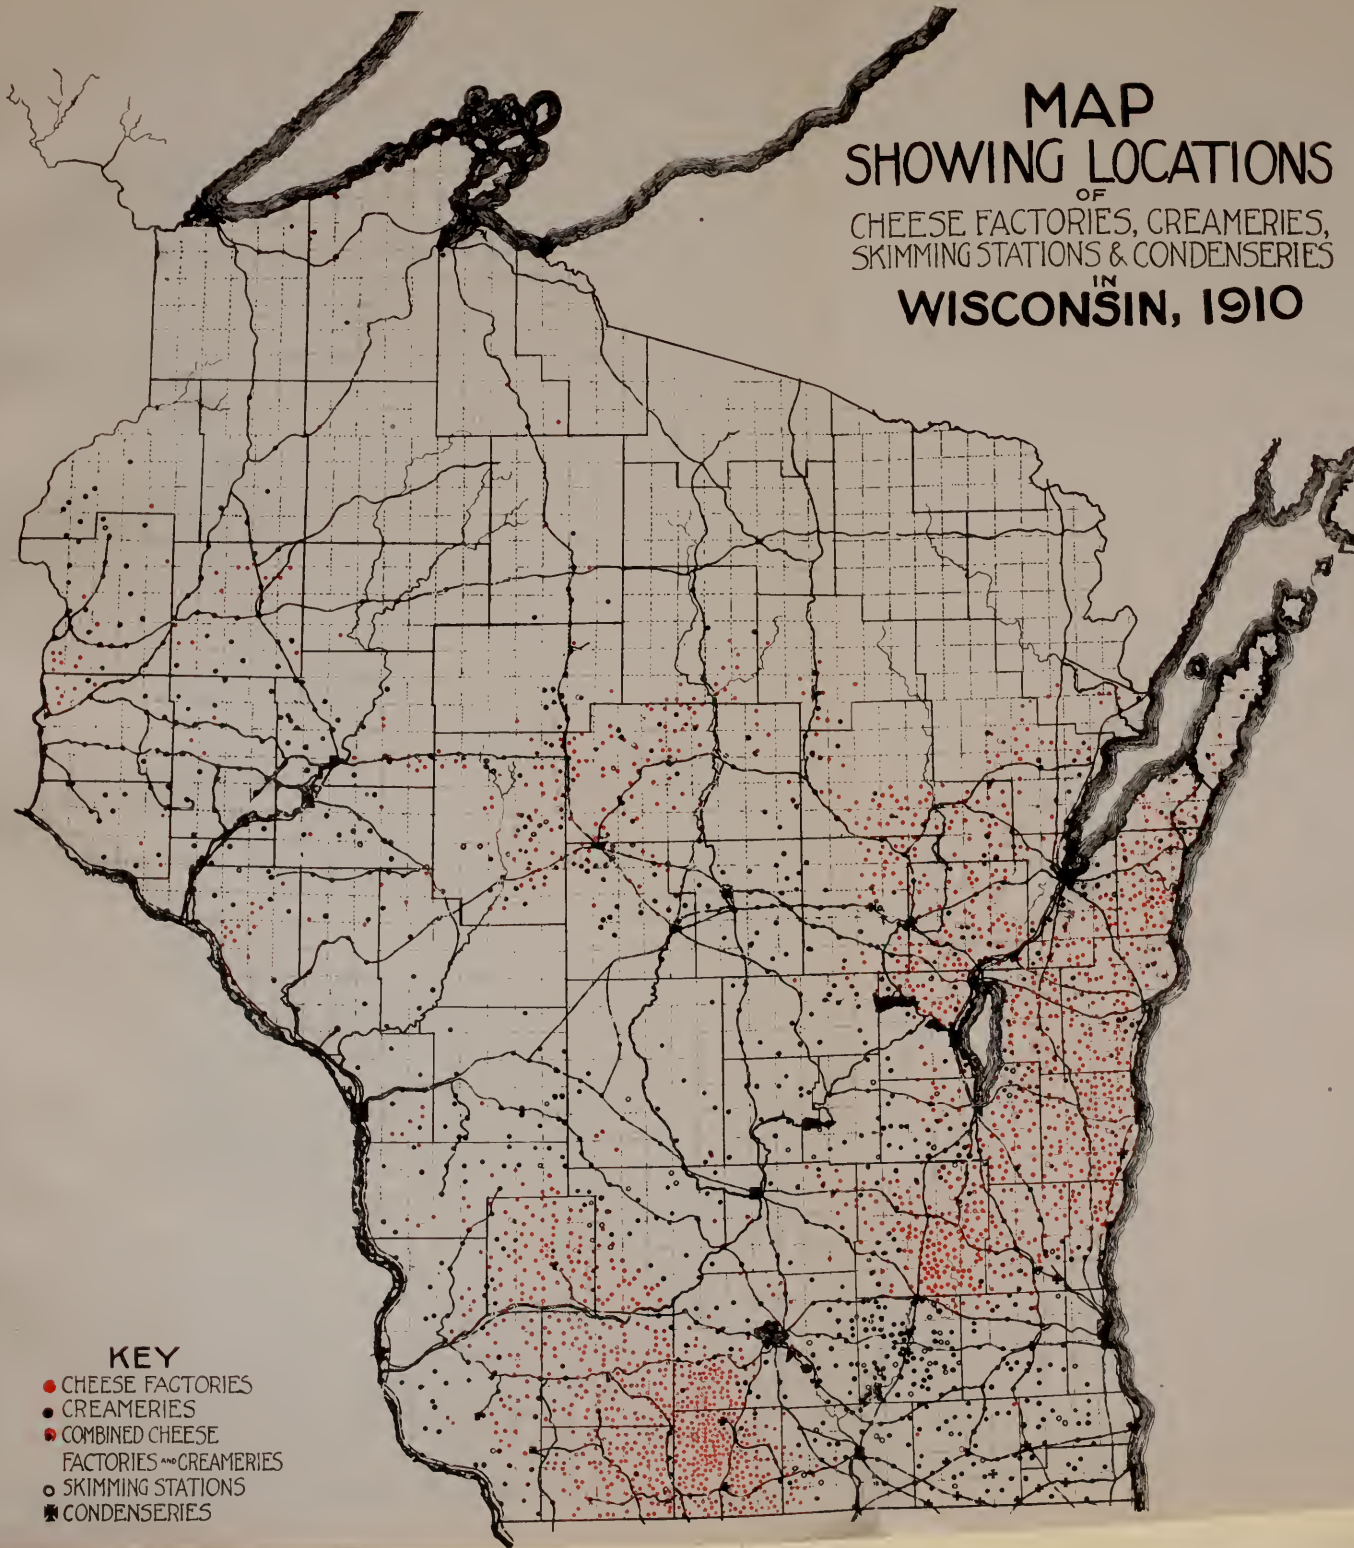 MAP
SHOWING LOCATIONS
OF
CHEESE FACTORIES, CREAMERIES,
SKIMMING STATIONS & CONDENSERIES
IN
WISCONSIN, 1910
KEY
CHEESE FACTORIES
CREAMERIES
COMBINED CHEESE
FACTORIES AND CREAMERIES
SKIMMING STATIONS
CONDENSERIES